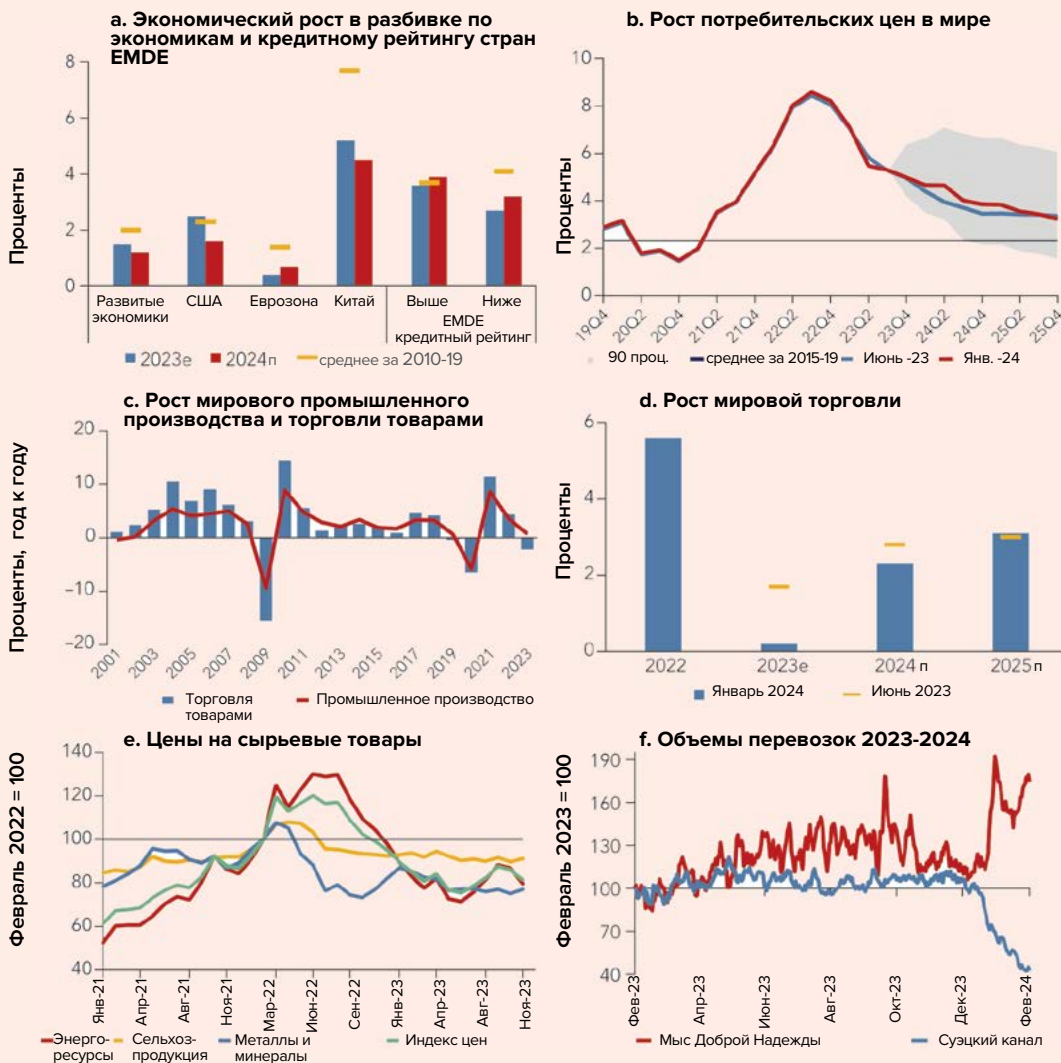 a. Экономический рост в разбивке по
экономикам и кредитному рейтингу стран
EMDE
Проценты
8
6
4
2
0
Развитые
экономики
США
Еврозона
Китай
Выше
Ниже
EMDE
кредитный рейтинг
2023e
2024п
среднее за 2010-19
b. Рост потребительских цен в мире
Проценты
10
8
6
4
2
0
19Q4
20Q2
20Q4
21Q2
21Q4
22Q2
22Q4
23Q2
23Q4
24Q2
24Q4
25Q2
25Q4
90 проц.
среднее за 2015-19
Июнь -23
Янв. -24
c. Рост мирового промышленного
производства и торговли товарами
Проценты, год к году
20
10
0
−10
−20
2001
2003
2005
2007
2009
2011
2013
2015
2017
2019
2021
2023
Торговля
товарами
Промышленное производство
d. Рост мировой торговли
Проценты
6
4
2
0
2022
2023e
2024 п
2025 п
Январь 2024
Июнь 2023
e. Цены на сырьевые товары
Февраль 2022 = 100
140
120
100
80
60
40
Янв-21
Апр-21
Авг-21
Ноя-21
Мар-22
Июн-22
Сен-22
Янв-23
Апр-23
Авг-23
Ноя-23
Энерго-
ресурсы
Сельхоз-
продукция
Металлы и
минералы
Индекс цен
f. Объемы перевозок 2023-2024
Февраль 2023 = 100
190
160
130
100
70
40
Фев-23
Апр-23
Июн-23
Авг-23
Окт-23
Дек-23
Фев-24
Мыс Доброй Надежды
Суэцкий канал